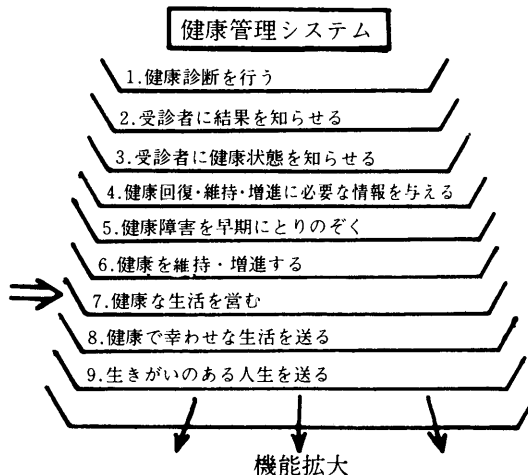 健康管理システム
1.健康診断を行う
2.受診者に結果を知らせる
3.受診者に健康状態を知らせる
4.健康回復・維持・増進に必要な情報を与える
5.健康障害を早期にとりのぞく
6.健康を維持・増進する
7.健康な生活を営む
8.健康で幸わせな生活を送る
9.生きがいのある人生を送る
機能拡大